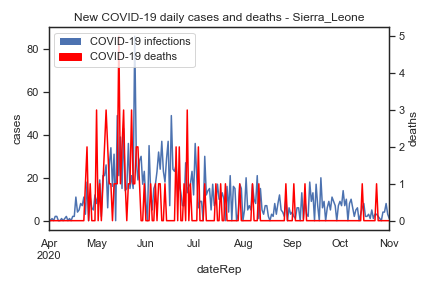 New COVID-19 daily cases and deaths - Sierra_Leone
COVID-19 infections
COVID-19 deaths
cases
80
60
40
20
0
deaths
5
4
3
2
1
0
Apr May Jun Jul Aug Sep Oct Nov
2020
dateRep